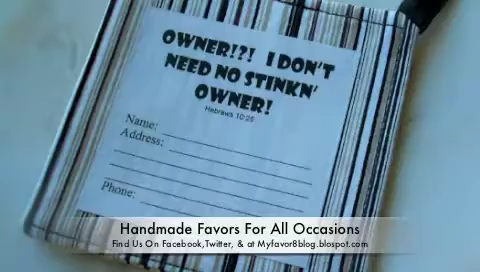 OWNER!?! I DON'T
NEED NO STINKN'
OWNER!
Hebrews 10:25
Name:
Address:
Phone:
Handmade Favors For All Occasions
Find Us On Facebook,Twitter, & at Myfavor8blog.blogspot.com